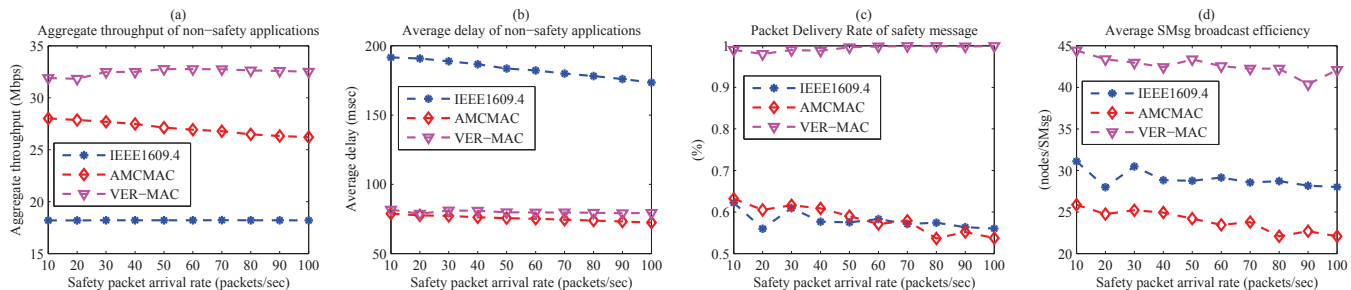 (a)
Aggregate throughput of non−safety applications
35
32
28
25
22
18
15
Aggregate throughput (Mbps)
IEEE1609.4
AMCMAC
VER−MAC
10 20 30 40 50 60 70 80 90 100
Safety packet arrival rate (packets/sec)
(b)
Average delay of non−safety applications
200
150
100
80
50
Average delay (msec)
IEEE1609.4
AMCMAC
VER−MAC
10 20 30 40 50 60 70 80 90 100
Safety packet arrival rate (packets/sec)
(c)
Packet Delivery Rate of safety message
1
0.9
0.8
0.7
0.6
0.5
(%)
IEEE1609.4
AMCMAC
VER−MAC
10 20 30 40 50 60 70 80 90 100
Safety packet arrival rate (packets/sec)
(d)
Average SMsg broadcast efficiency
45
40
35
30
25
20
(nodes/SMsg)
IEEE1609.4
AMCMAC
VER−MAC
10 20 30 40 50 60 70 80 90 100
Safety packet arrival rate (packets/sec)